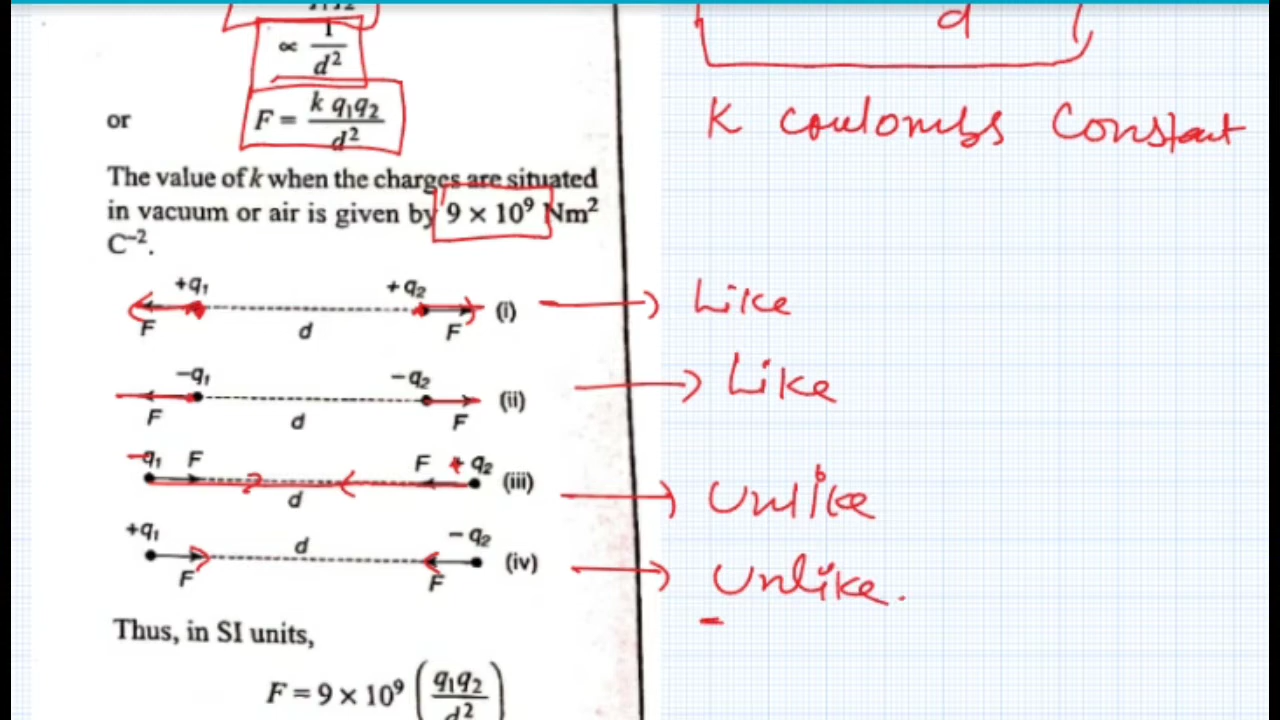 d
∝ 1/d²
or F = k q₁q₂/d²
K Coulombs Constant
The value of k when the charges are situated
in vacuum or air is given by 9 × 10⁹ Nm²
C⁻².
+q₁ +q₂
F d F (i)
Like
−q₁ −q₂
F d F (ii)
Like
−q₁ F F + q₂
d (iii)
Unlike
+q₁ d − q₂
F F (iv)
Unlike.
Thus, in SI units,
F = 9 × 10⁹ (q₁q₂/d²)